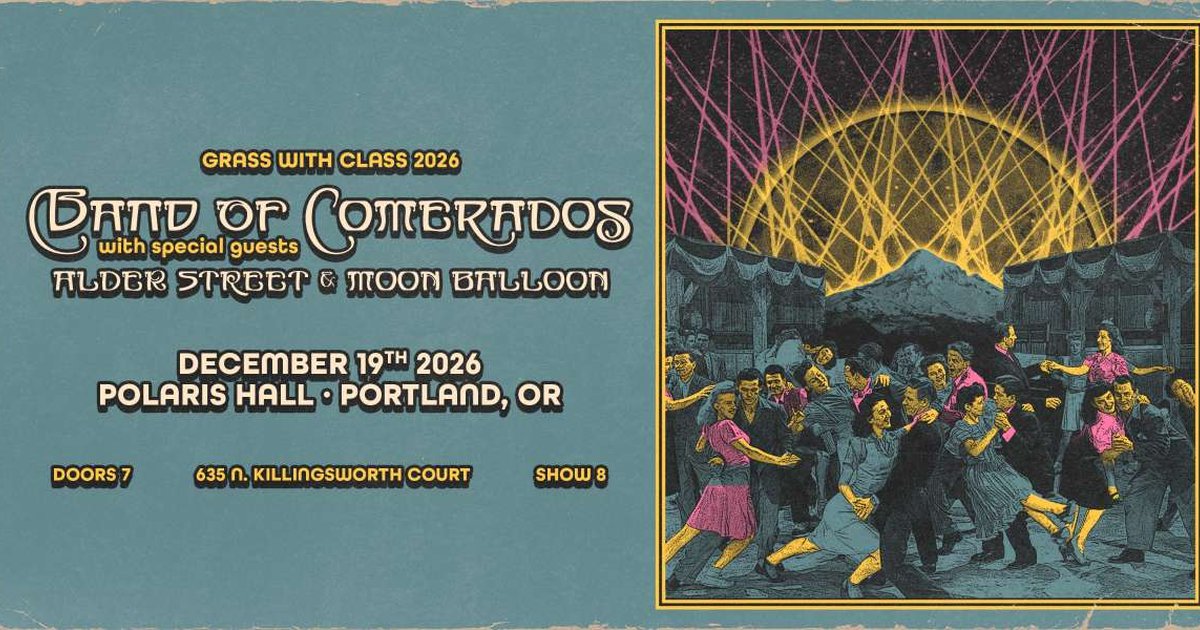 GRASS WITH CLASS 2026
BAND OF COMERADOS
with special guests
ALDER STREET & MOON BALLOON
DECEMBER 19TH 2026
POLARIS HALL • PORTLAND, OR
DOORS 7 635 N. KILLINGSWORTH COURT SHOW 8